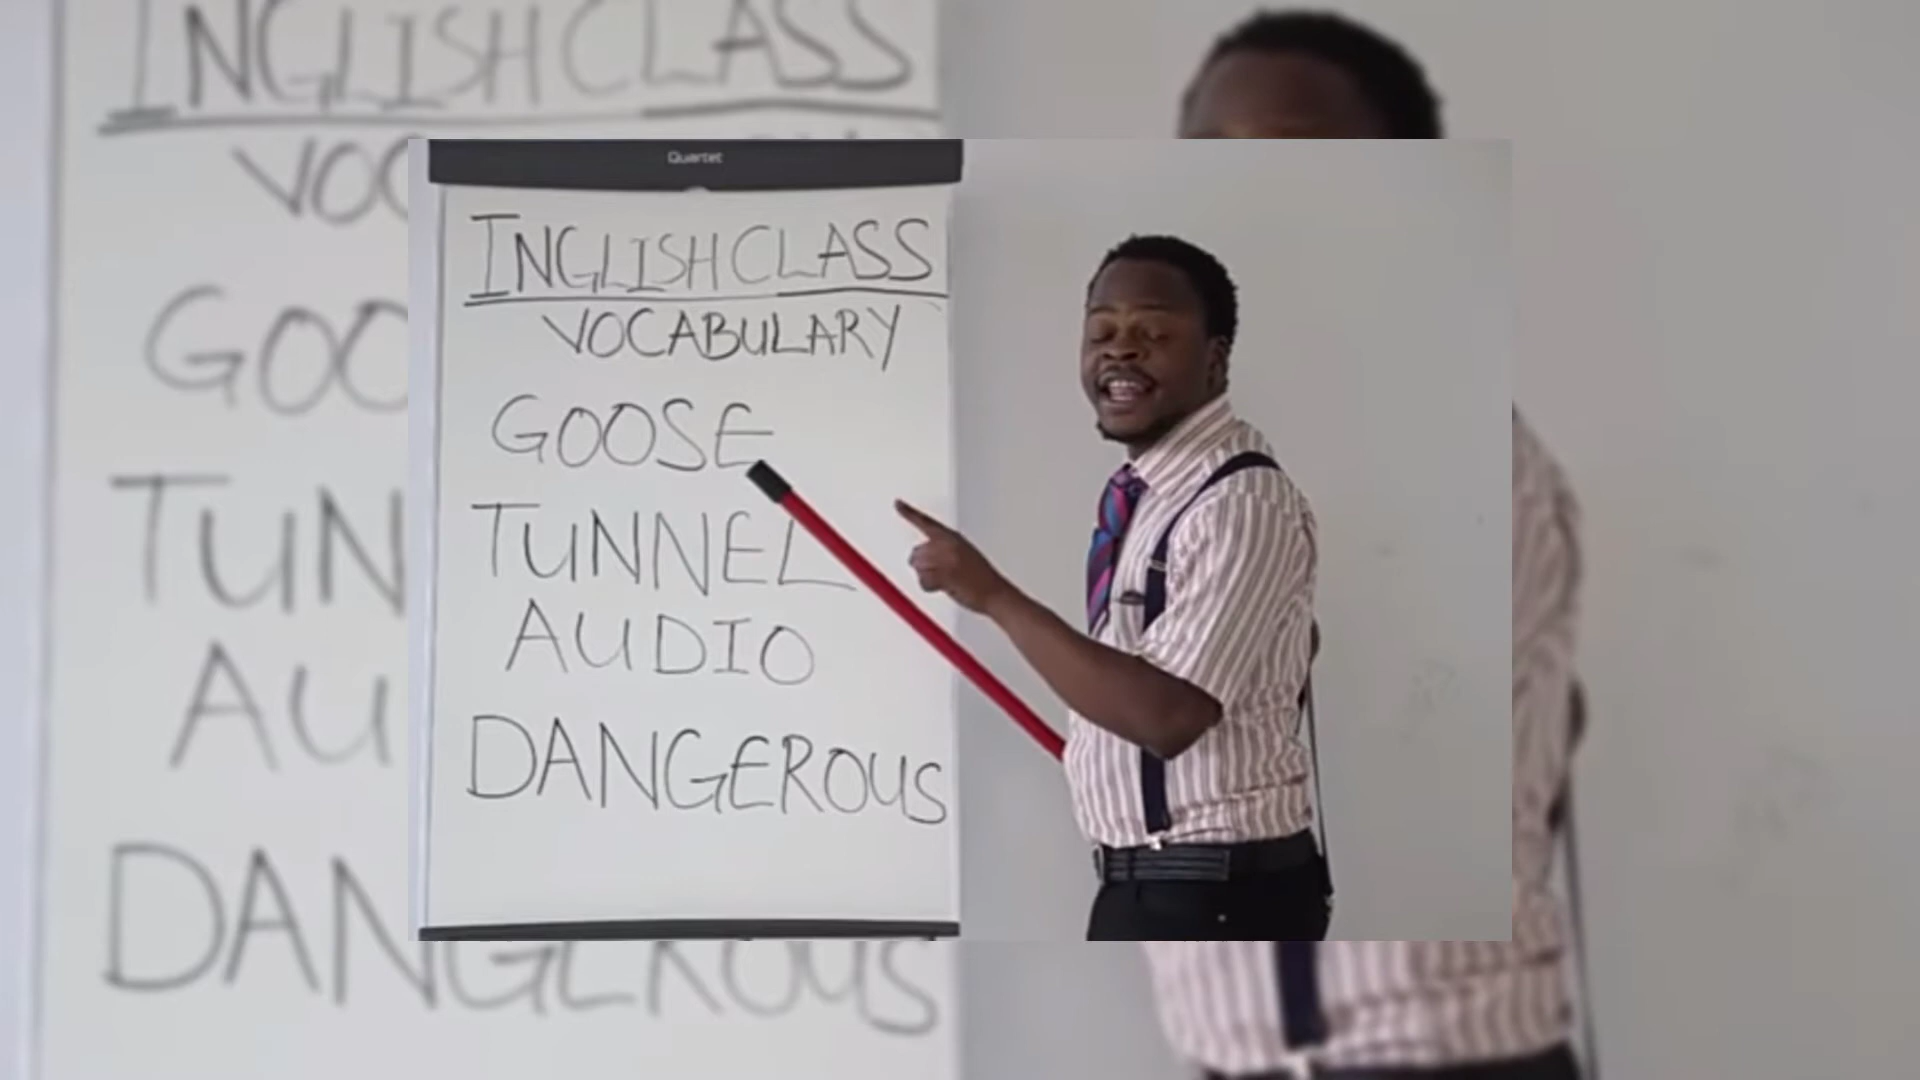 Quartet
INGLISH CLASS
VOCABULARY
GOOSE
TUNNEL
AUDIO
DANGEROUS